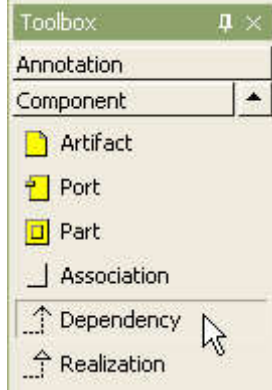 Toolbox
Annotation
Component
Artifact
Port
Part
Association
Dependency
Realization